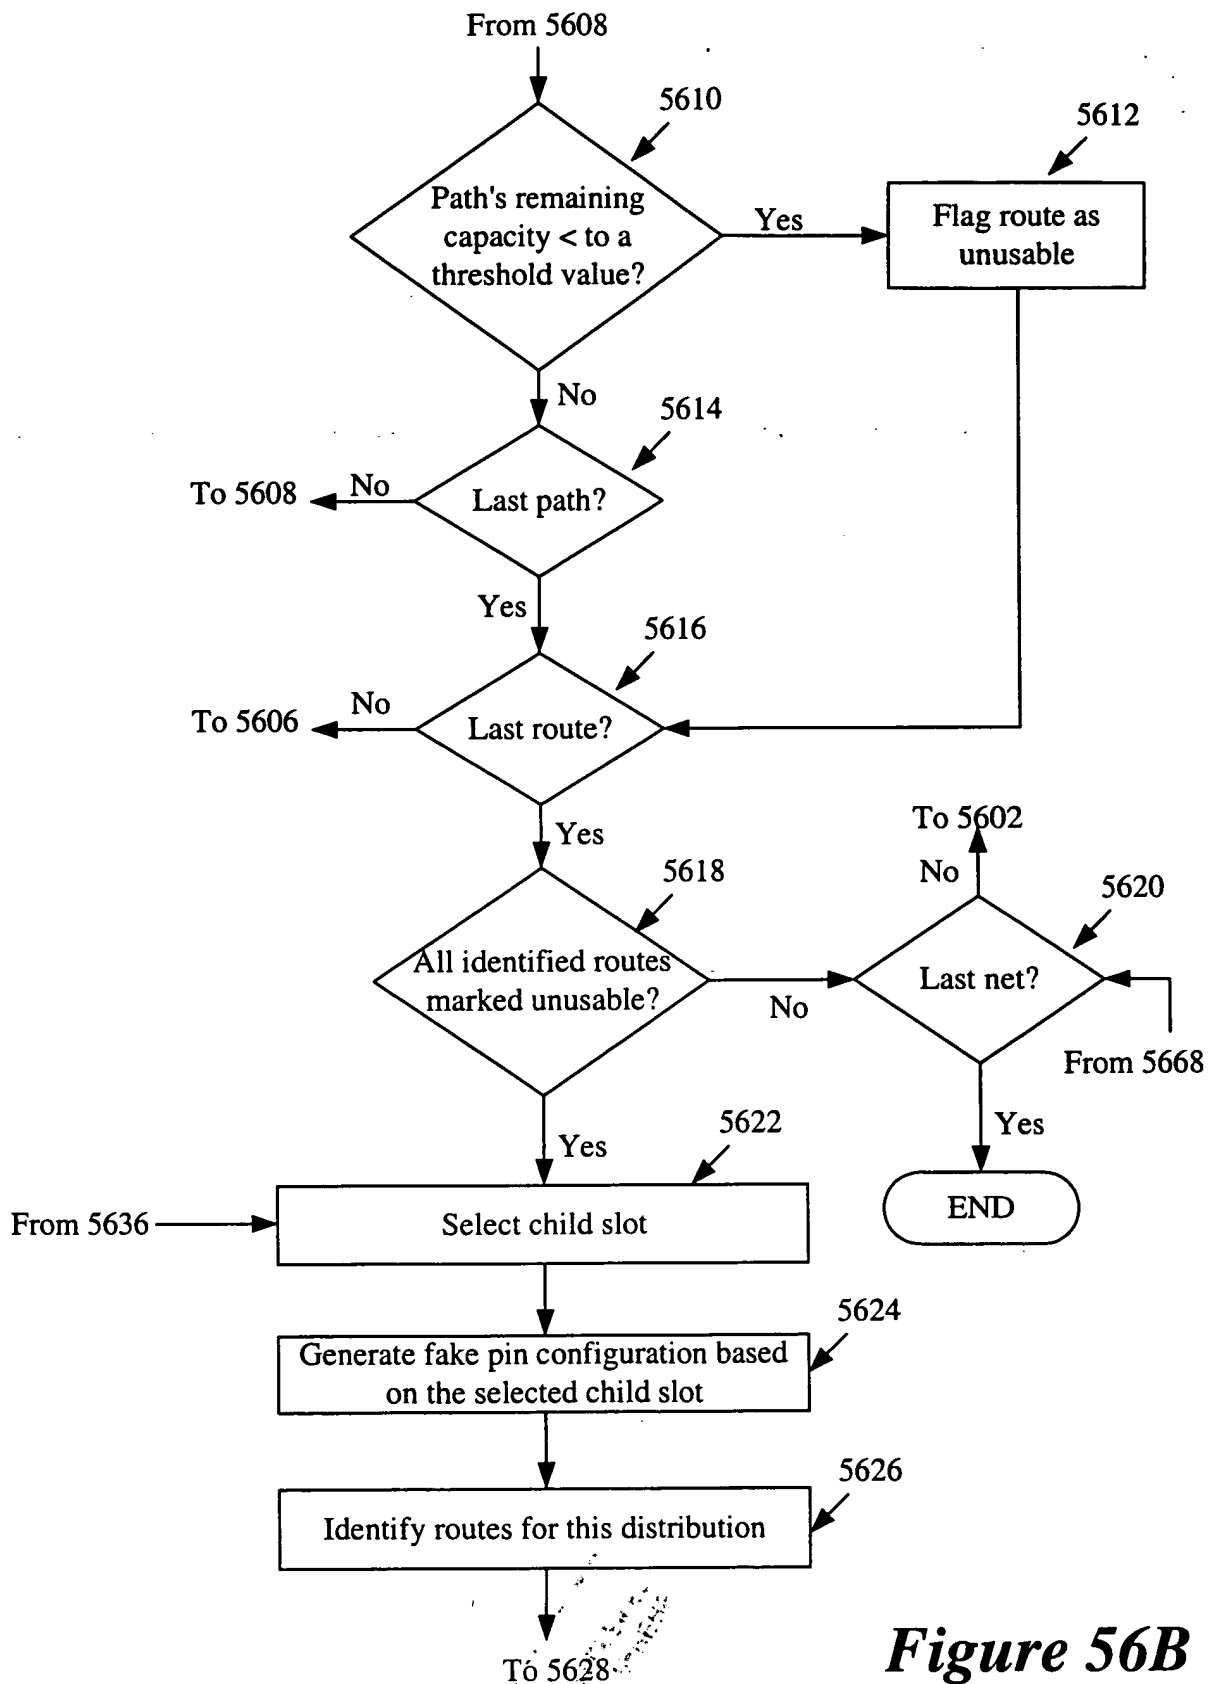 From 5608
5610
5612
Path's remaining
capacity < to a
threshold value?
Yes
Flag route as
unusable
No
5614
To 5608
No
Last path?
Yes
5616
To 5606
No
Last route?
Yes
To 5602
No
5618
5620
All identified routes
marked unusable?
No
Last net?
From 5668
Yes
Yes
5622
END
From 5636
Select child slot
5624
Generate fake pin configuration based
on the selected child slot
5626
Identify routes for this distribution
To 5628
Figure 56B